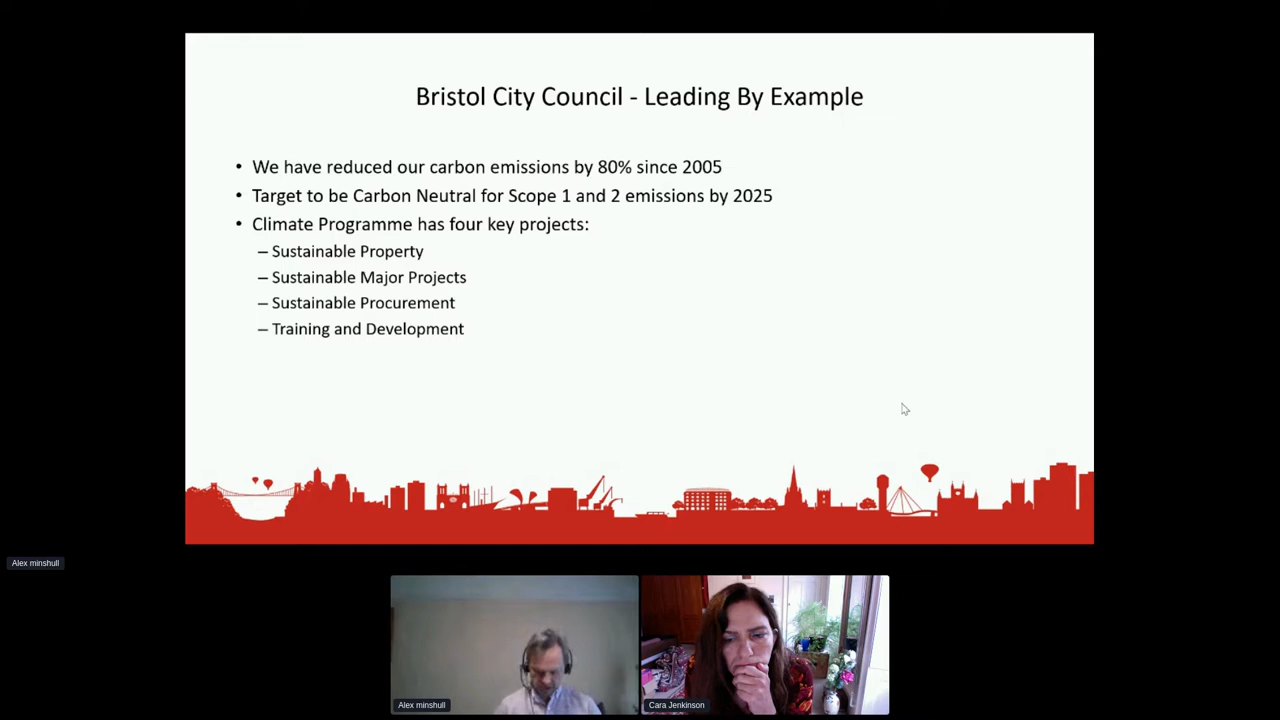 Bristol City Council - Leading By Example
• We have reduced our carbon emissions by 80% since 2005
• Target to be Carbon Neutral for Scope 1 and 2 emissions by 2025
• Climate Programme has four key projects:
– Sustainable Property
– Sustainable Major Projects
– Sustainable Procurement
– Training and Development
Alex minshull
Alex minshull
Cara Jenkinson